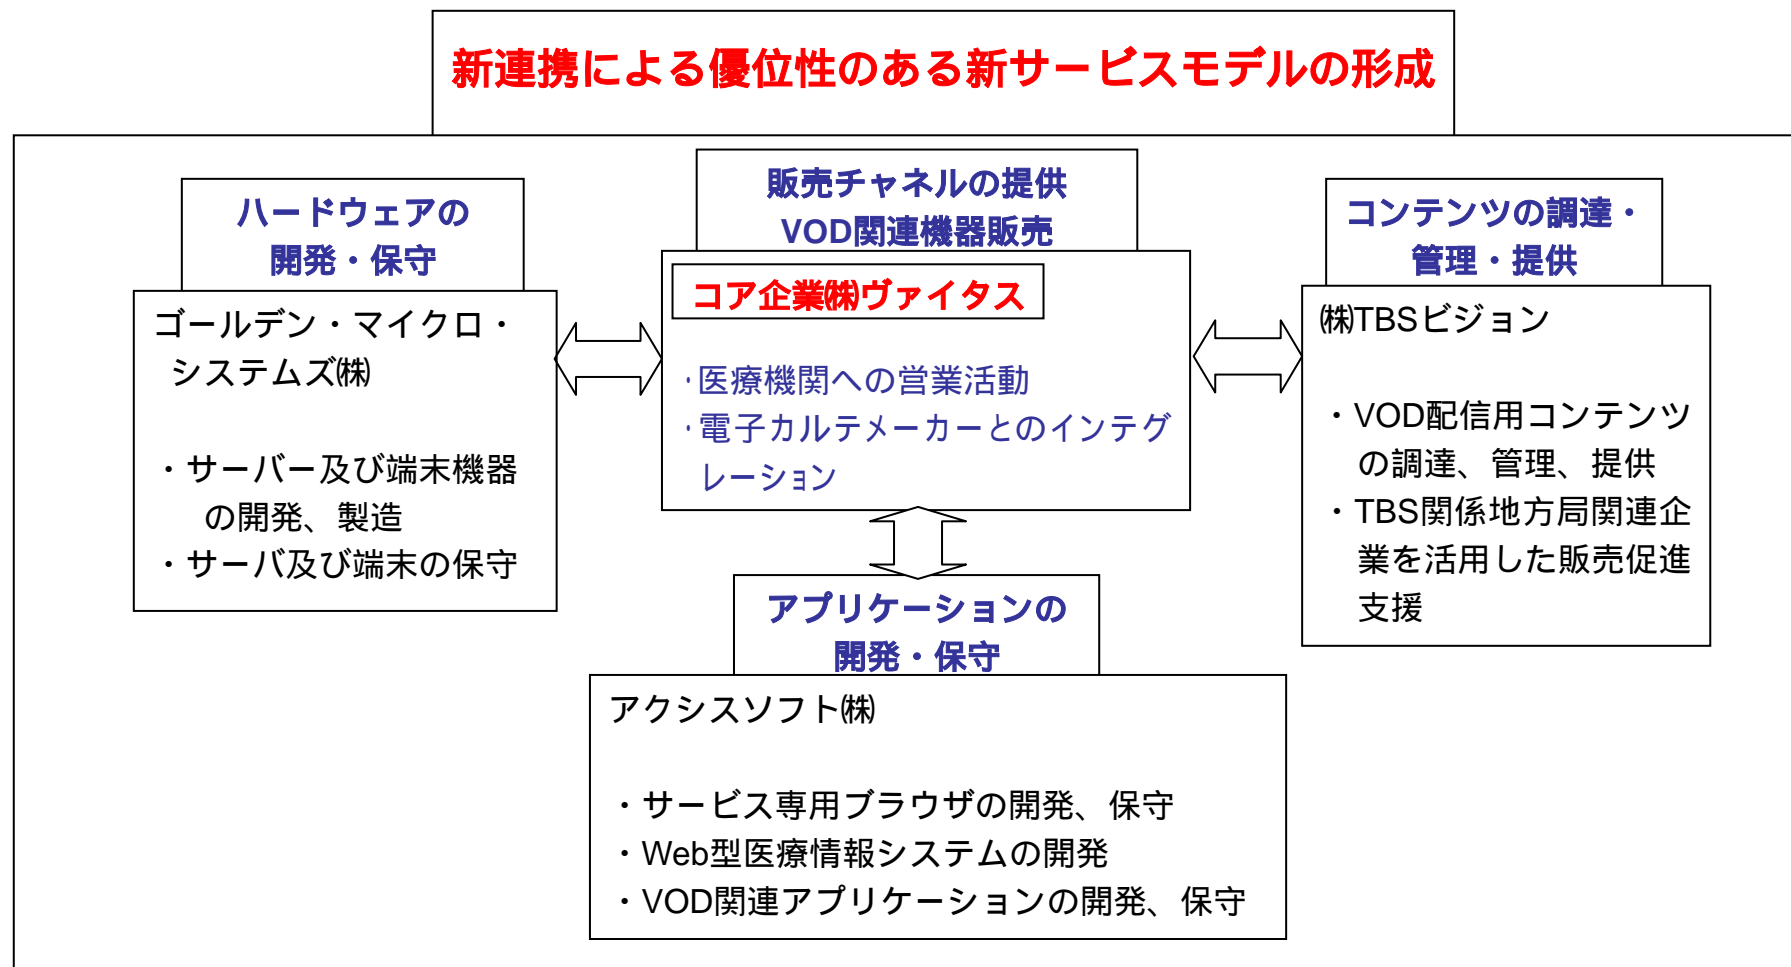 新連携による優位性のある新サービスモデルの形成
ハードウェアの
開発・保守
ゴールデン・マイクロ・
システムズ㈱
・サーバー及び端末機器
の開発、製造
・サーバ及び端末の保守
販売チャネルの提供
VOD関連機器販売
コア企業㈱ヴァイタス
・医療機関への営業活動
・電子カルテメーカーとのインテグ
レーション
コンテンツの調達・
管理・提供
㈱TBSビジョン
・VOD配信用コンテンツ
の調達、管理、提供
・TBS関係地方局関連企
業を活用した販売促進
支援
アプリケーションの
開発・保守
アクシスソフト㈱
・サービス専用ブラウザの開発、保守
・Web型医療情報システムの開発
・VOD関連アプリケーションの開発、保守